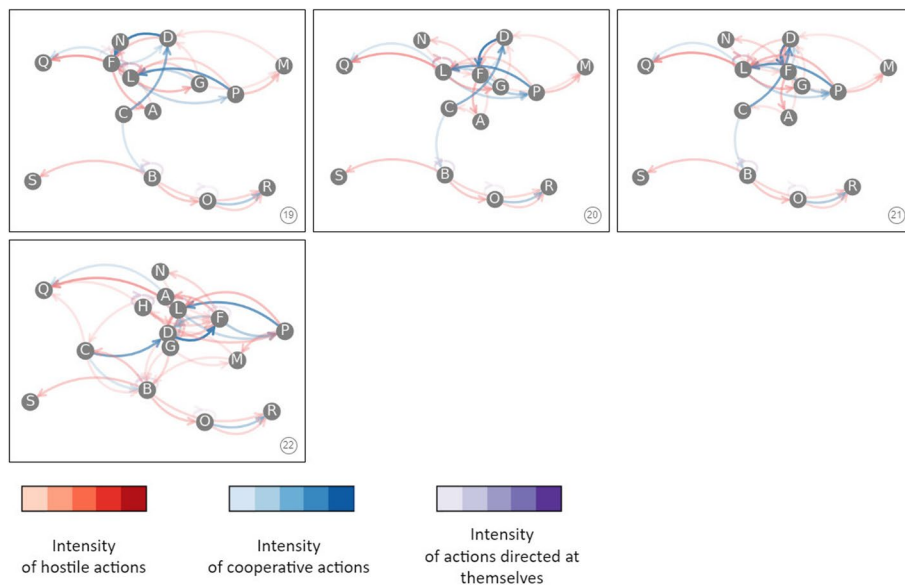 N
D
Q
F
L
M
G
P
C
A
S
B
R
O
19
D
N
Q
L
F
M
G
P
C
A
S
B
R
O
20
D
N
Q
L
F
M
G
P
C
A
S
B
R
O
21
N
Q
A
H
L
F
D
P
C
G
M
B
S
R
O
22
Intensity
of hostile actions
Intensity
of cooperative actions
Intensity
of actions directed at
themselves